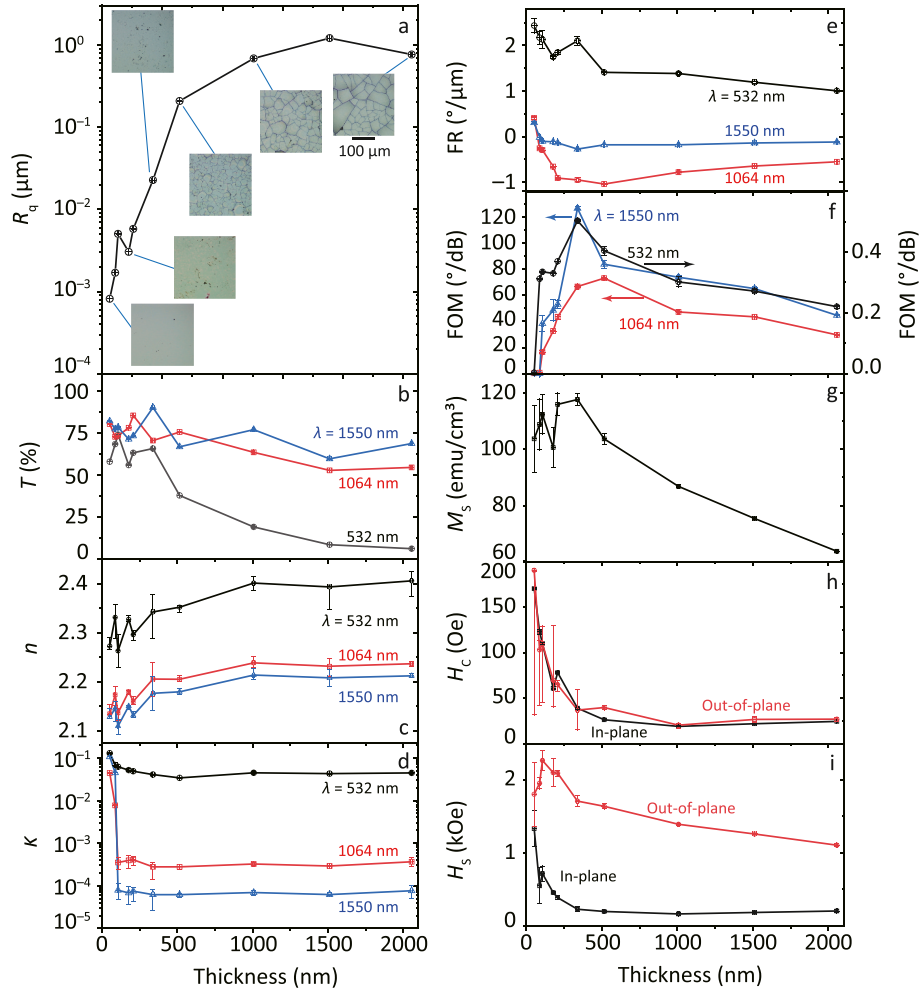 a
10⁰
10⁻¹
10⁻²
10⁻³
10⁻⁴
R_q (µm)
100 µm
b
100
75
50
25
0
T (%)
λ = 1550 nm
1064 nm
532 nm
2.4
2.3
2.2
2.1
n
λ = 532 nm
1064 nm
1550 nm
c
d
10⁻¹
10⁻²
10⁻³
10⁻⁴
10⁻⁵
κ
λ = 532 nm
1064 nm
1550 nm
0 500 1000 1500 2000
Thickness (nm)
e
2
1
0
−1
FR (°/µm)
λ = 532 nm
1550 nm
1064 nm
f
120
100
80
60
40
20
0
FOM (°/dB)
λ = 1550 nm
532 nm
1064 nm
0.4
0.2
0.0
FOM (°/dB)
g
120
100
80
60
M_s (emu/cm³)
h
200
150
100
50
0
H_c (Oe)
Out-of-plane
In-plane
i
2
1
0
H_s (kOe)
Out-of-plane
In-plane
0 500 1000 1500 2000
Thickness (nm)